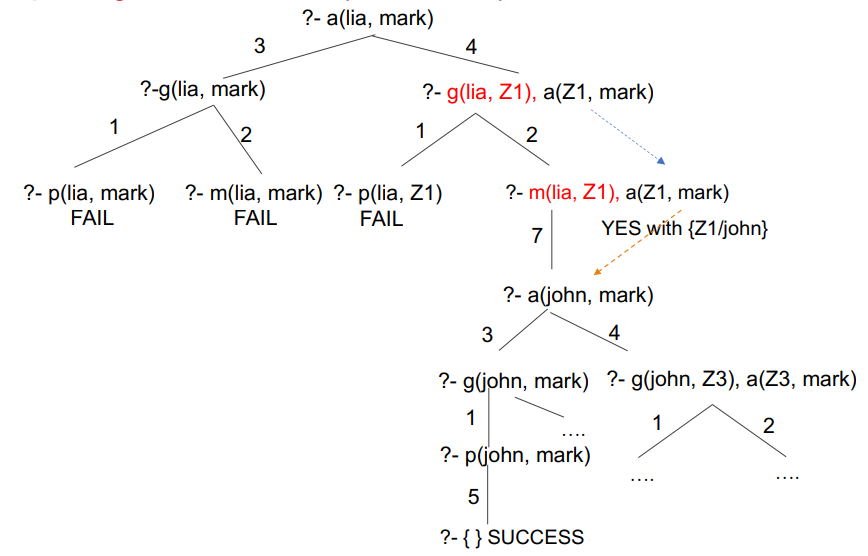 ?- a(lia, mark)
3 4
?-g(lia, mark) ?- g(lia, Z1), a(Z1, mark)
1 2 1 2
?- p(lia, mark) ?- m(lia, mark) ?- p(lia, Z1) ?- m(lia, Z1), a(Z1, mark)
FAIL FAIL FAIL
7 YES with {Z1/john}
?- a(john, mark)
3 4
?- g(john, mark) ?- g(john, Z3), a(Z3, mark)
1 1 2
....
?- p(john, mark)
.... ....
5
?- { } SUCCESS